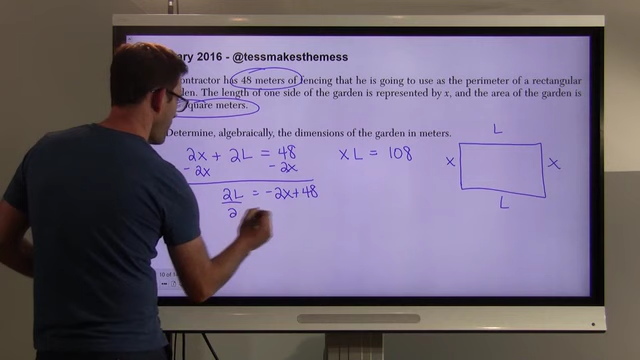 ary 2016 - @tessmakesthemess
ontractor has 48 meters of fencing that he is going to use as the perimeter of a rectangular
den. The length of one side of the garden is represented by x, and the area of the garden is
square meters.
Determine, algebraically, the dimensions of the garden in meters.
2x + 2L = 48
- 2x - 2x
2L = -2x+48
2
xL = 108
L
x x
L